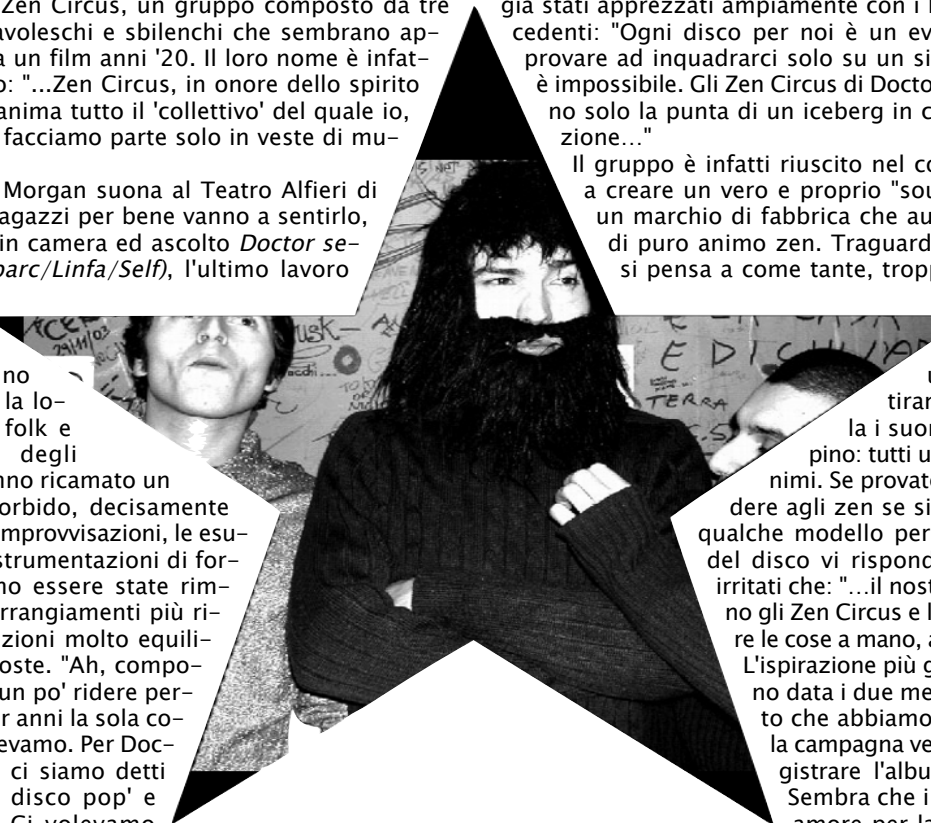 Zen Circus, un gruppo composto da tre
avoleschi e sbilenchi che sembrano ap-
a un film anni '20. Il loro nome è infat-
o: "...Zen Circus, in onore dello spirito
anima tutto il 'collettivo' del quale io,
facciamo parte solo in veste di mu-
Morgan suona al Teatro Alfieri di
agazzi per bene vanno a sentirlo,
in camera ed ascolto Doctor se-
parc/Linfa/Self), l'ultimo lavoro
no
la lo-
folk e
degli
nno ricamato un
orbido, decisamente
improvvisazioni, le esu-
strumentazioni di for-
no essere state rim-
rrangiamenti più ri-
zioni molto equili-
oste. "Ah, compo-
un po' ridere per-
r anni la sola co-
evamo. Per Doc-
ci siamo detti
disco pop' e
Ci volevamo
già stati apprezzati ampiamente con i
cedenti: "Ogni disco per noi è un ev
provare ad inquadrarci solo su un si
è impossibile. Gli Zen Circus di Docto
no solo la punta di un iceberg in c
zione..."
Il gruppo è infatti riuscito nel co
a creare un vero e proprio "sou
un marchio di fabbrica che au
di puro animo zen. Traguard
si pensa a come tante, tropp
tiran
la i suon
pino: tutti u
nimi. Se provate
dere agli zen se si
qualche modello per
del disco vi rispond
irritati che: "...il nost
no gli Zen Circus e l
re le cose a mano, a
L'ispirazione più g
no data i due me
to che abbiamo
la campagna ve
gistrare l'albu
Sembra che i
amore per la
29/11/03
E DICHIA
TERRA